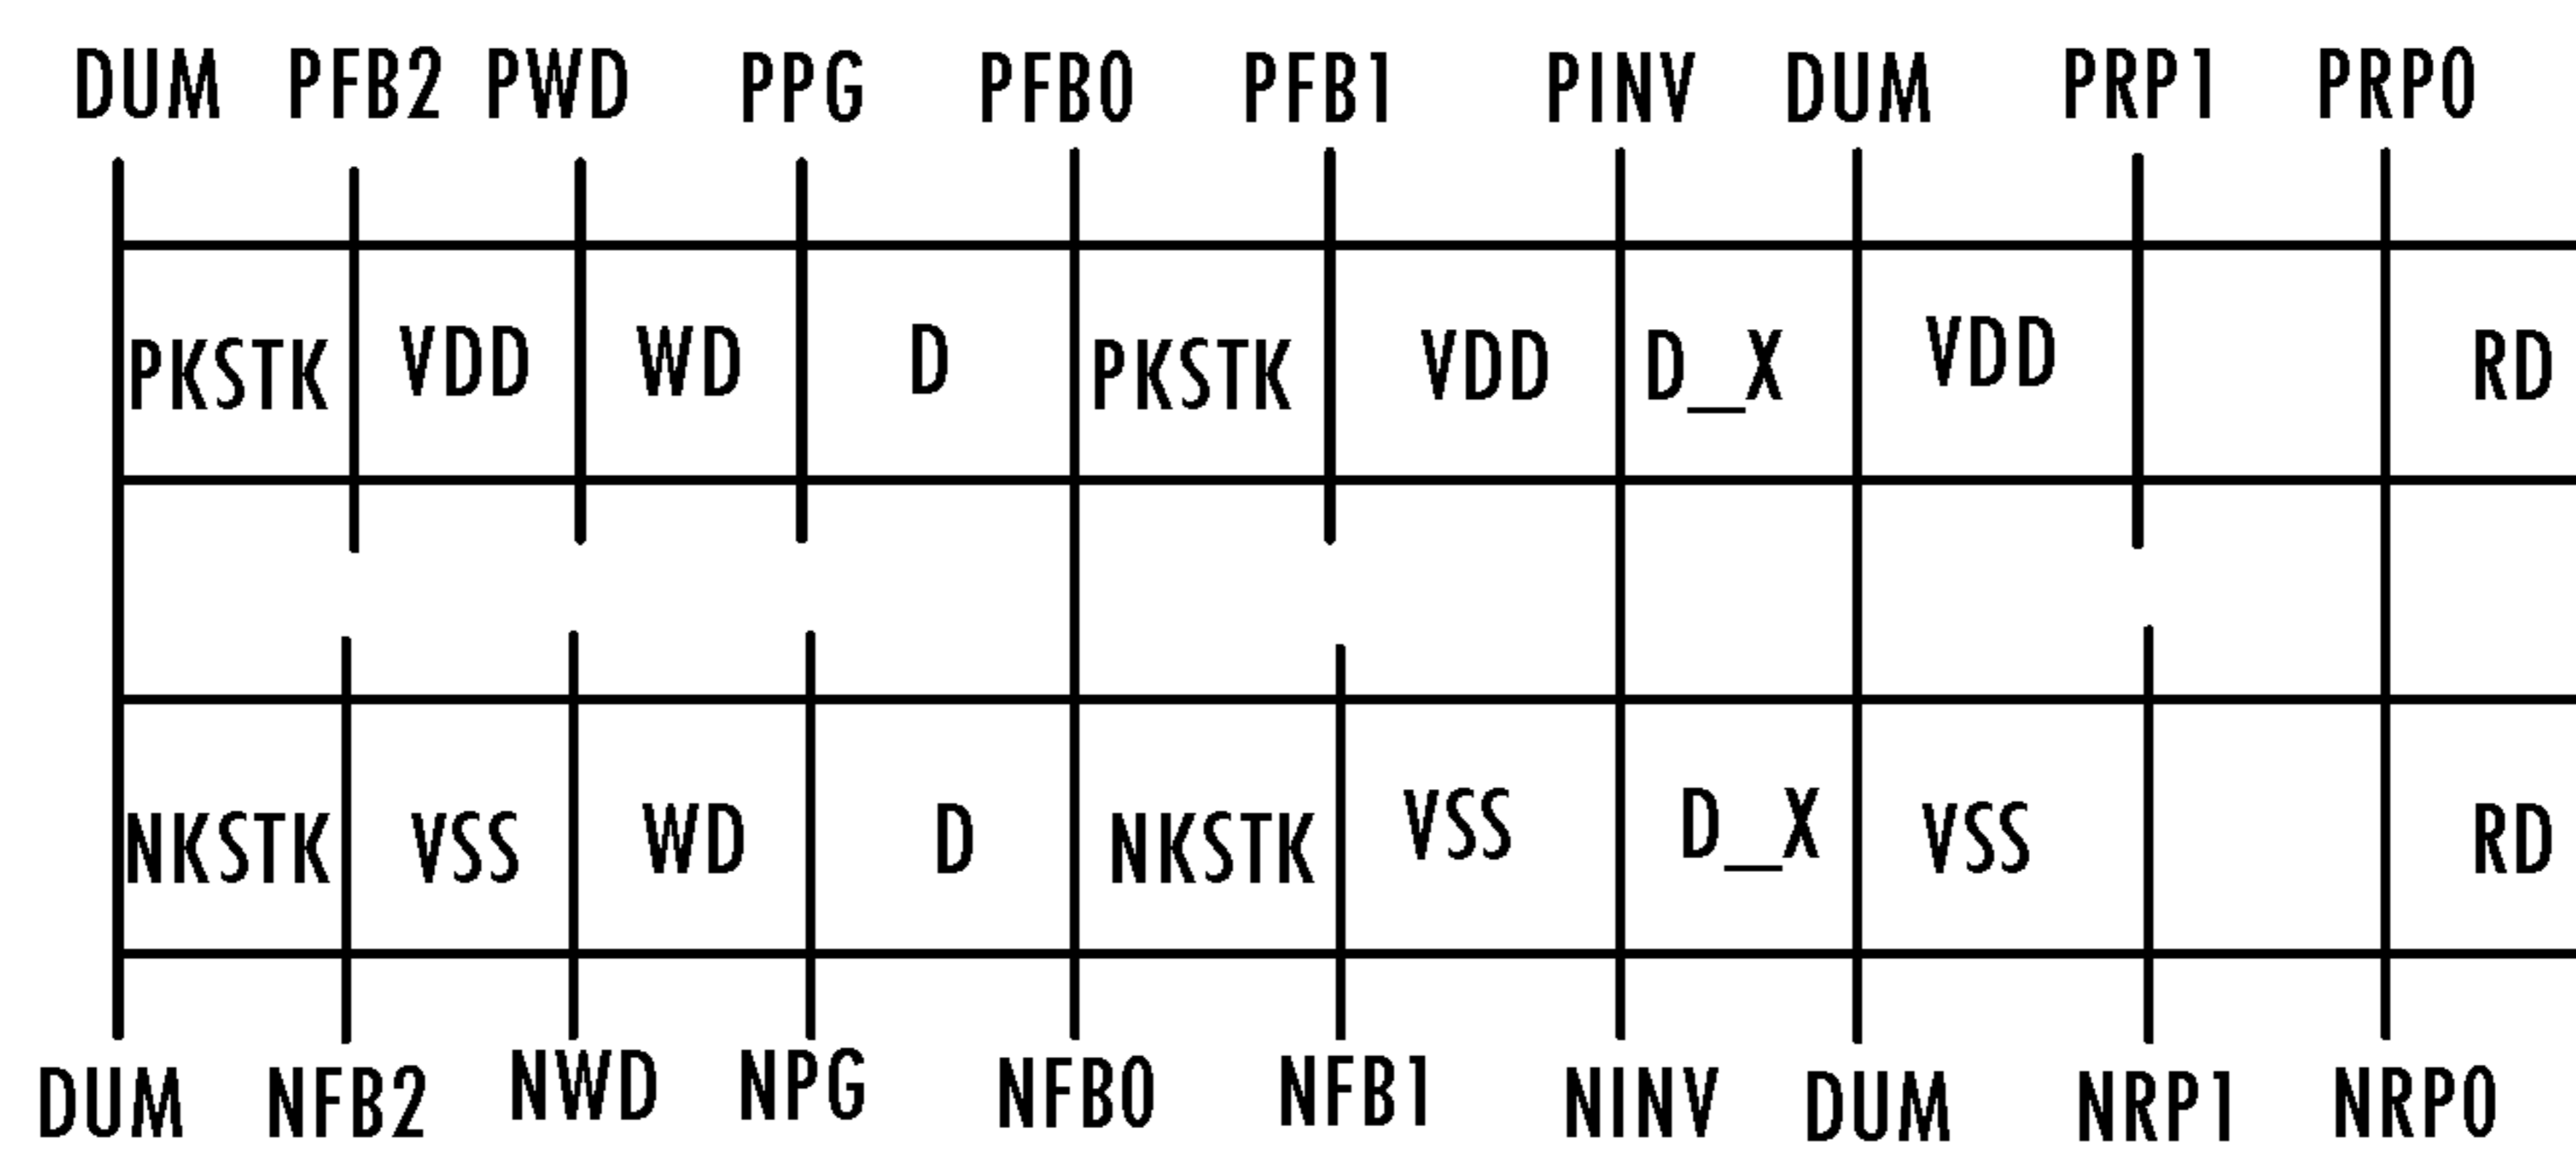 DUM PFB2 PWD PPG PFB0 PFB1 PINV DUM PRP1 PRP0
PKSTK VDD WD D PKSTK VDD D_X VDD RD
NKSTK VSS WD D NKSTK VSS D_X VSS RD
DUM NFB2 NWD NPG NFB0 NFB1 NINV DUM NRP1 NRP0